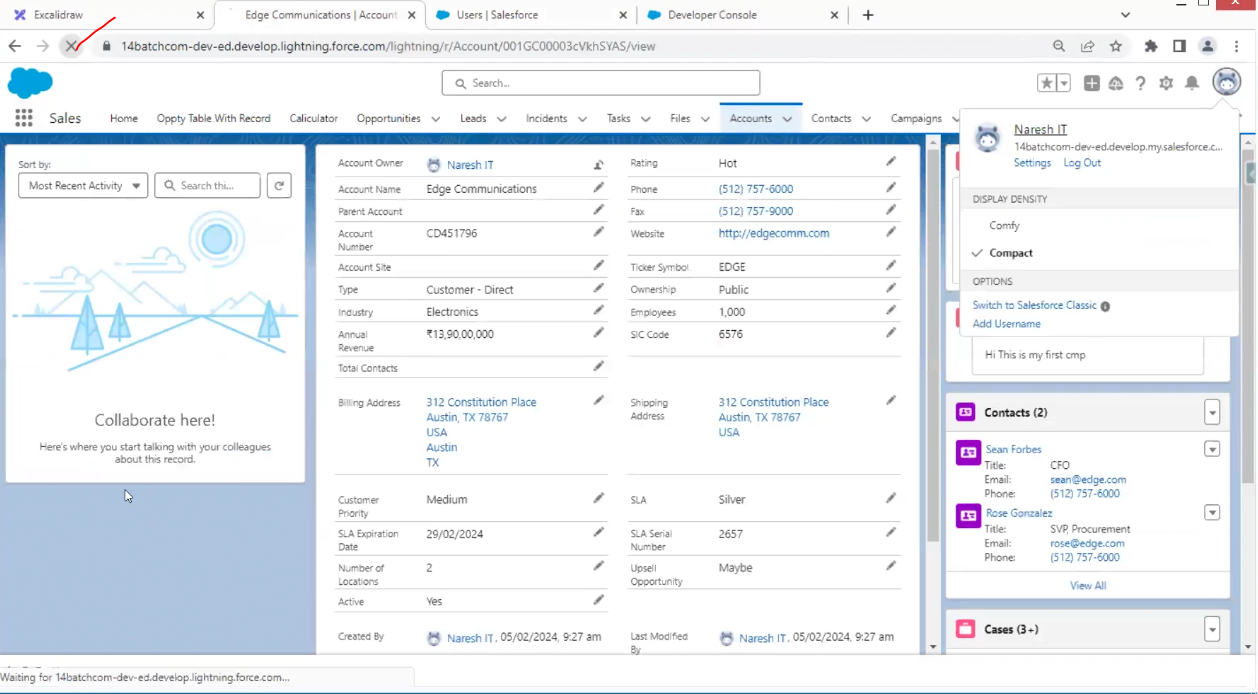 Excalidraw
Edge Communications | Account
Users | Salesforce
Developer Console
14batchcom-dev-ed.develop.lightning.force.com/lightning/r/Account/001GC00003cVkhSYAS/view
Search...
Sales
Home
Oppty Table With Record
Calculator
Opportunities
Leads
Incidents
Tasks
Files
Accounts
Contacts
Campaigns
Sort by:
Most Recent Activity
Search thi...
Collaborate here!
Here's where you start talking with your colleagues
about this record.
Account Owner
Naresh IT
Rating
Hot
Account Name
Edge Communications
Phone
(512) 757-6000
Parent Account
Fax
(512) 757-9000
Account
Number
CD451796
Website
http://edgecomm.com
Account Site
Ticker Symbol
EDGE
Type
Customer - Direct
Ownership
Public
Industry
Electronics
Employees
1,000
Annual
Revenue
₹13,90,00,000
SIC Code
6576
Total Contacts
Billing Address
312 Constitution Place
Austin, TX 78767
USA
Austin
TX
Shipping
Address
312 Constitution Place
Austin, TX 78767
USA
Customer
Priority
Medium
SLA
Silver
SLA Expiration
Date
29/02/2024
SLA Serial
Number
2657
Number of
Locations
2
Upsell
Opportunity
Maybe
Active
Yes
Created By
Naresh IT, 05/02/2024, 9:27 am
Last Modified
By
Naresh IT, 05/02/2024, 9:27 am
Naresh IT
14batchcom-dev-ed.develop.my.salesforce.c...
Settings
Log Out
DISPLAY DENSITY
Comfy
Compact
OPTIONS
Switch to Salesforce Classic
Add Username
Hi This is my first cmp
Contacts (2)
Sean Forbes
Title: CFO
Email: sean@edge.com
Phone: (512) 757-6000
Rose Gonzalez
Title: SVP, Procurement
Email: rose@edge.com
Phone: (512) 757-6000
View All
Cases (3+)
Waiting for 14batchcom-dev-ed.develop.lightning.force.com...